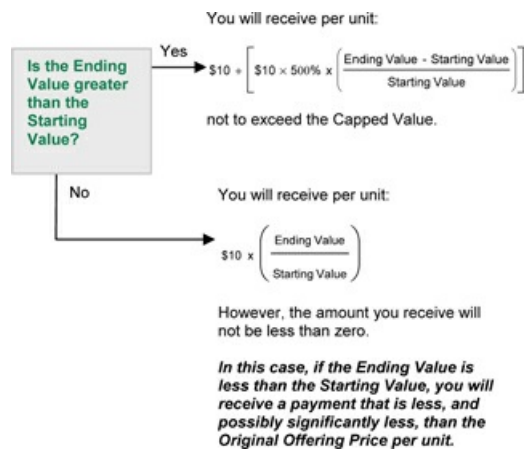 You will receive per unit:
Is the Ending
Value greater
than the
Starting
Value?
Yes
$10 + [ $10 × 500% x ( Ending Value - Starting Value
Starting Value ) ]
not to exceed the Capped Value.
No
You will receive per unit:
$10 x ( Ending Value
Starting Value )
However, the amount you receive will
not be less than zero.
In this case, if the Ending Value is
less than the Starting Value, you will
receive a payment that is less, and
possibly significantly less, than the
Original Offering Price per unit.